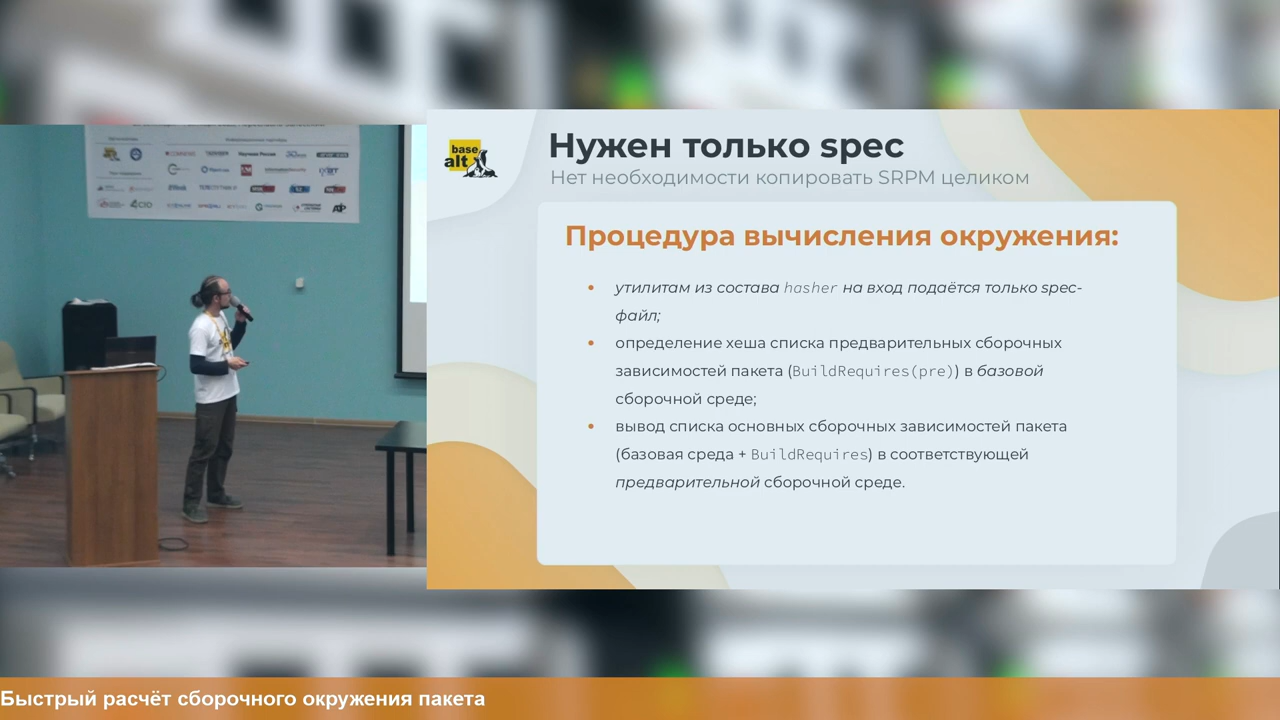 base
alt
Нужен только spec
Нет необходимости копировать SRPM целиком
Процедура вычисления окружения:
• утилитам из состава hasher на вход подаётся только spec-
файл;
• определение хеша списка предварительных сборочных
зависимостей пакета (BuildRequires(pre)) в базовой
сборочной среде;
• вывод списка основных сборочных зависимостей пакета
(базовая среда + BuildRequires) в соответствующей
предварительной сборочной среде.
Быстрый расчёт сборочного окружения пакета